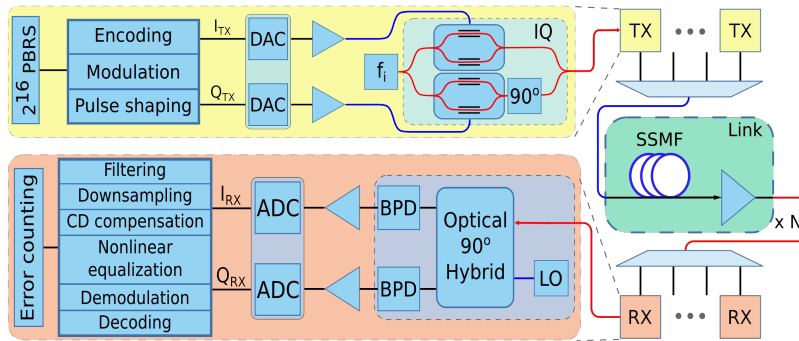 2^16 PBRS
Encoding
Modulation
Pulse shaping
I_TX
Q_TX
DAC
DAC
f_i
IQ
90º
TX
TX
Link
SSMF
x N
Error counting
Filtering
Downsampling
CD compensation
Nonlinear
equalization
Demodulation
Decoding
I_RX
Q_RX
ADC
ADC
BPD
BPD
Optical
90º
Hybrid
LO
RX
RX